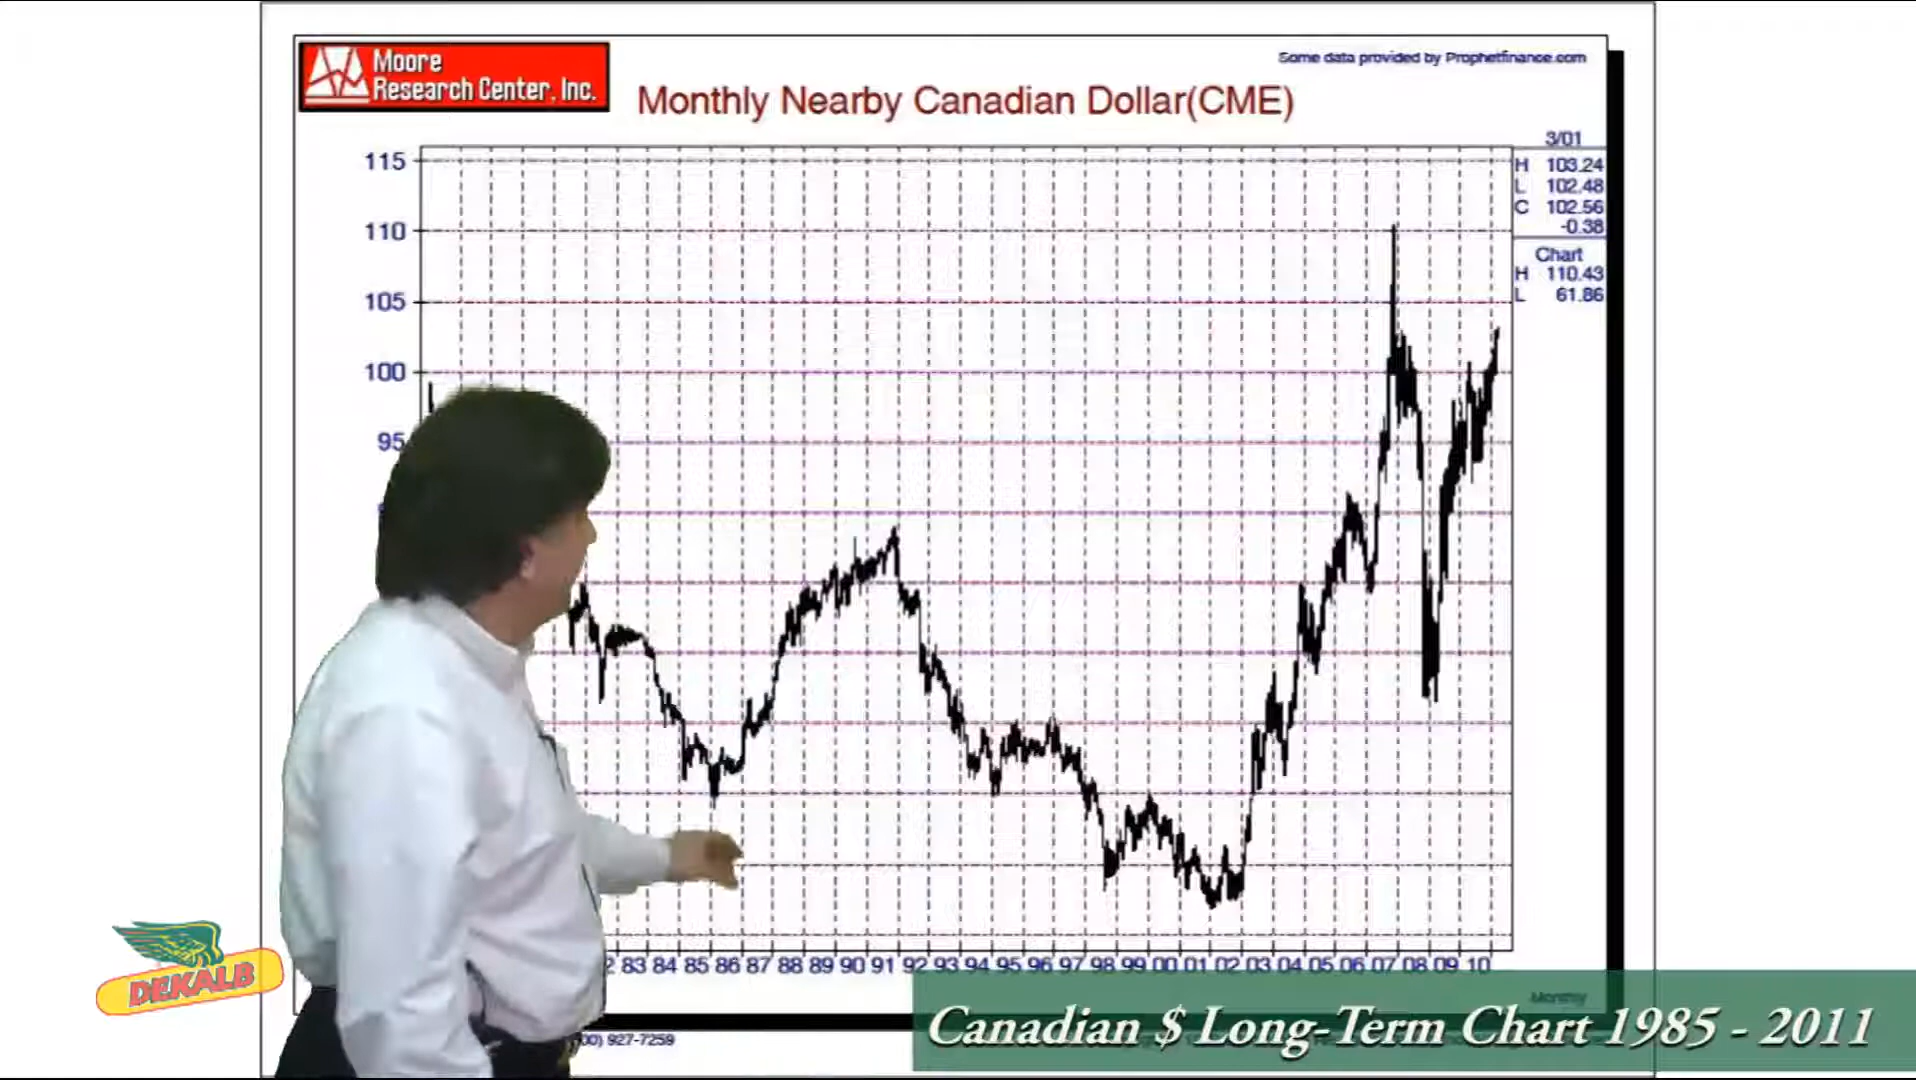 Moore
Research Center, Inc.
Some data provided by Prophetfinance.com
Monthly Nearby Canadian Dollar(CME)
3/01
H 103.24
L 102.48
C 102.56
-0.38
Chart
H 110.43
L 61.86
115
110
105
100
95
83 84 85 86 87 88 89 90 91 92 93 94 95 96 97 98 99 00 01 02 03 04 05 06 07 08 09 10
Monthly
DEKALB
Canadian $ Long-Term Chart 1985 - 2011
927-7259